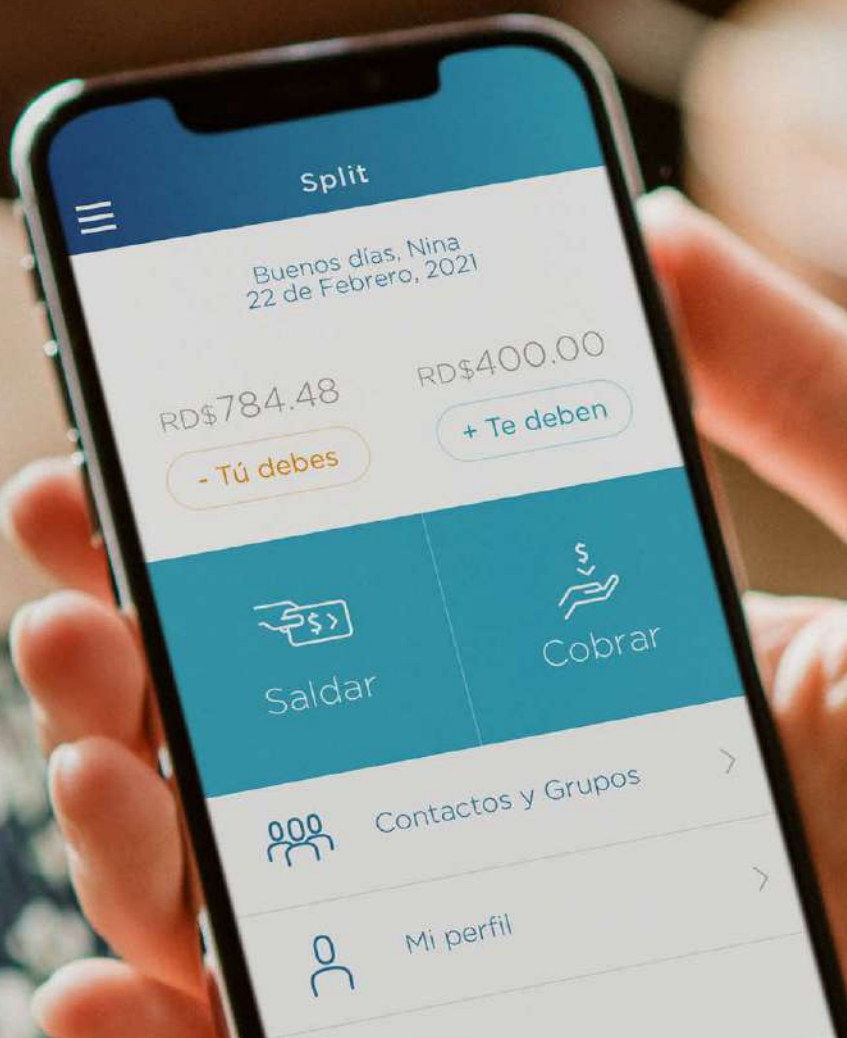 Split
Buenos días, Nina
22 de Febrero, 2021
RD$784.48
RD$400.00
- Tú debes
+ Te deben
$
$
Saldar
Cobrar
Contactos y Grupos
Mi perfil